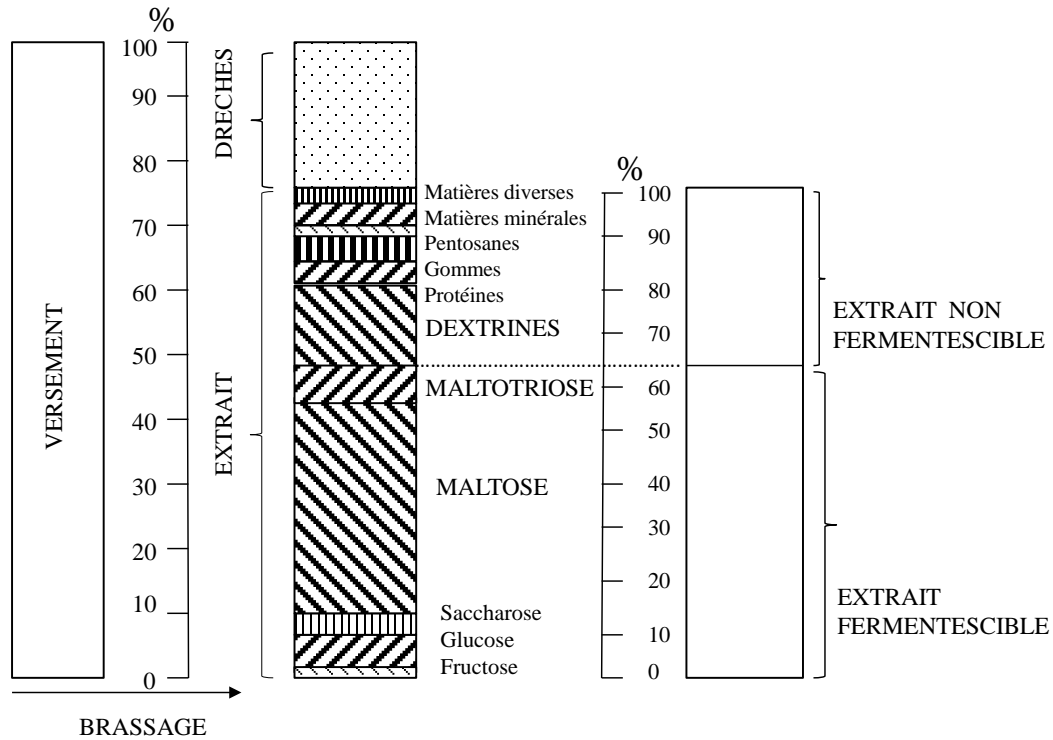 %
100
90
80
70
60
50
40
30
20
10
0
VERSEMENT
BRASSAGE
DRECHES
EXTRAIT
Matières diverses
Matières minérales
Pentosanes
Gommes
Protéines
DEXTRINES
MALTOTRIOSE
MALTOSE
Saccharose
Glucose
Fructose
%
100
90
80
70
60
50
40
30
20
10
0
EXTRAIT NON
FERMENTESCIBLE
EXTRAIT
FERMENTESCIBLE